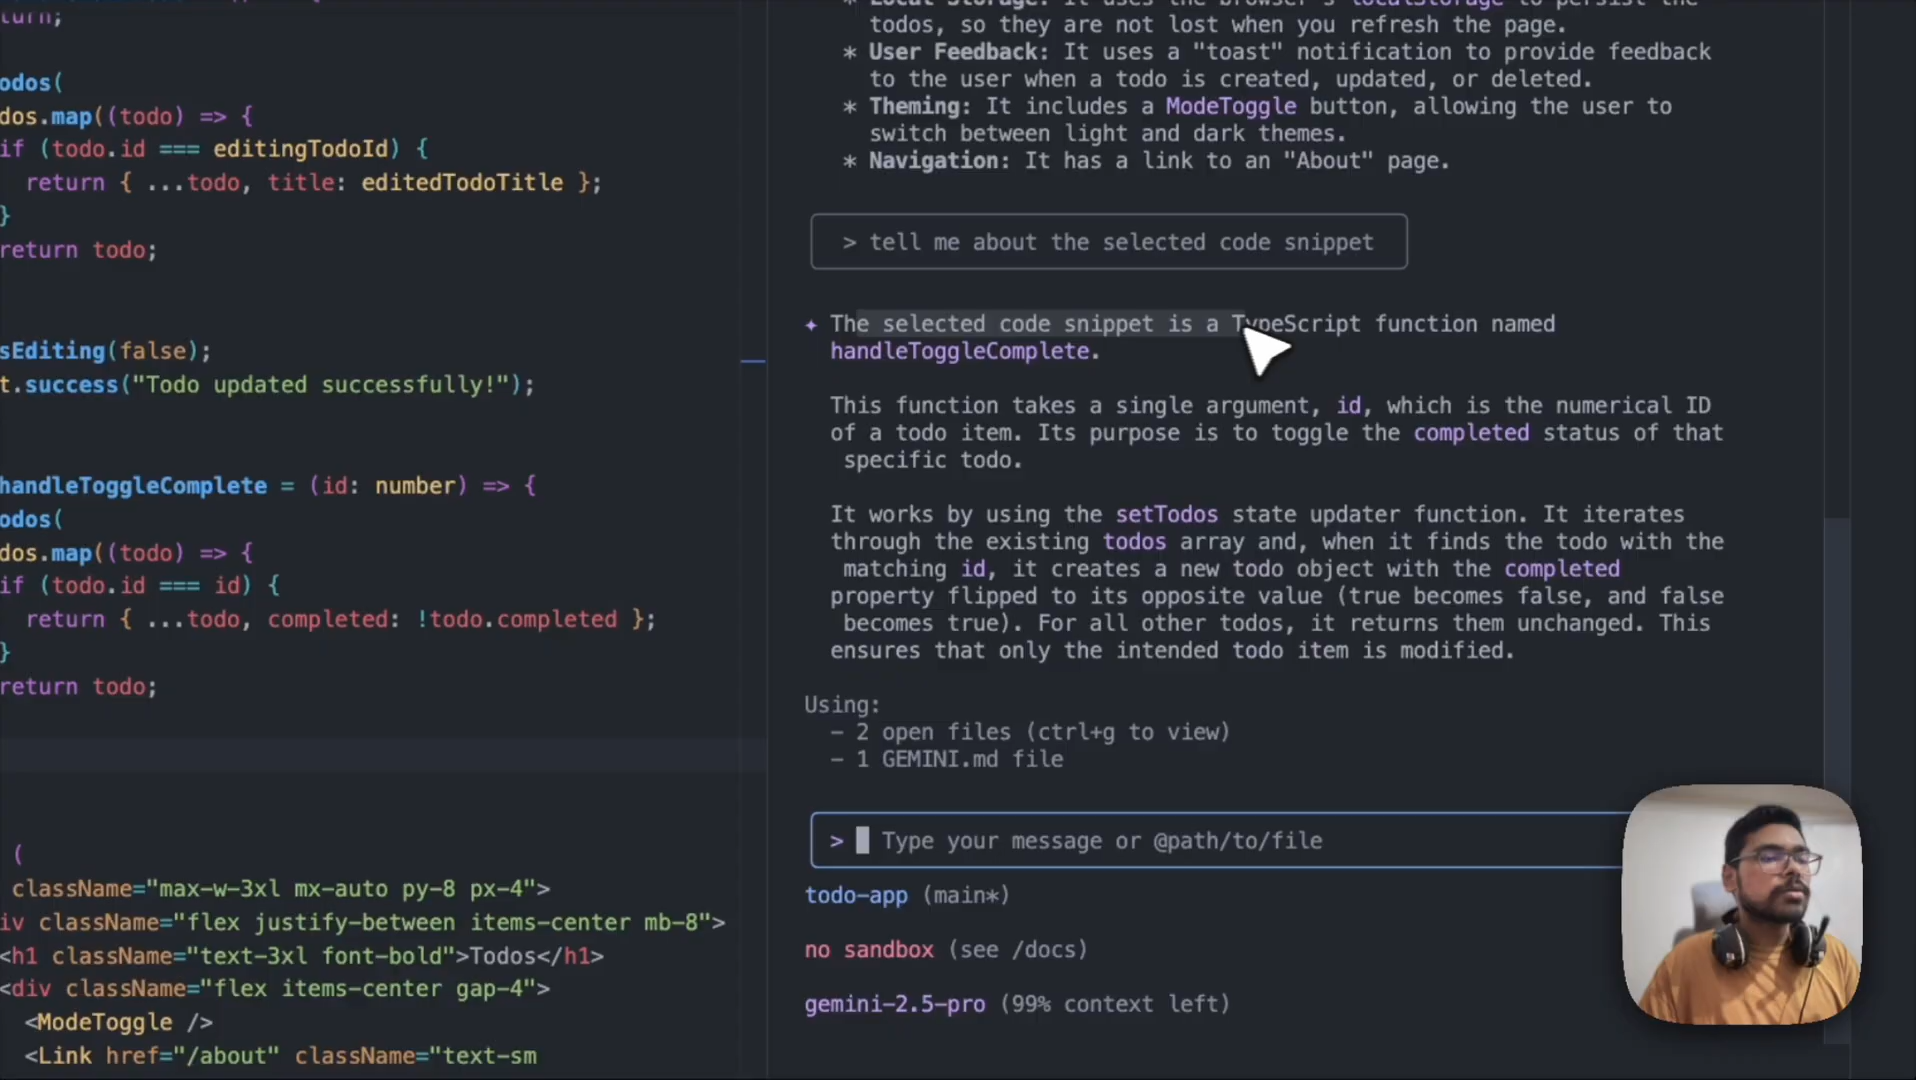 turn;
odos(
dos.map((todo) => {
if (todo.id === editingTodoId) {
return { ...todo, title: editedTodoTitle };
}
return todo;
sEditing(false);
t.success("Todo updated successfully!");
handleToggleComplete = (id: number) => {
odos(
dos.map((todo) => {
if (todo.id === id) {
return { ...todo, completed: !todo.completed };
}
return todo;
(
className="max-w-3xl mx-auto py-8 px-4">
iv className="flex justify-between items-center mb-8">
<h1 className="text-3xl font-bold">Todos</h1>
<div className="flex items-center gap-4">
<ModeToggle />
<Link href="/about" className="text-sm
* Local Storage: It uses the browser's localStorage to persist the
todos, so they are not lost when you refresh the page.
* User Feedback: It uses a "toast" notification to provide feedback
to the user when a todo is created, updated, or deleted.
* Theming: It includes a ModeToggle button, allowing the user to
switch between light and dark themes.
* Navigation: It has a link to an "About" page.
> tell me about the selected code snippet
✦ The selected code snippet is a TypeScript function named
handleToggleComplete.
This function takes a single argument, id, which is the numerical ID
of a todo item. Its purpose is to toggle the completed status of that
specific todo.
It works by using the setTodos state updater function. It iterates
through the existing todos array and, when it finds the todo with the
matching id, it creates a new todo object with the completed
property flipped to its opposite value (true becomes false, and false
becomes true). For all other todos, it returns them unchanged. This
ensures that only the intended todo item is modified.
Using:
- 2 open files (ctrl+g to view)
- 1 GEMINI.md file
> Type your message or @path/to/file
todo-app (main*)
no sandbox (see /docs)
gemini-2.5-pro (99% context left)